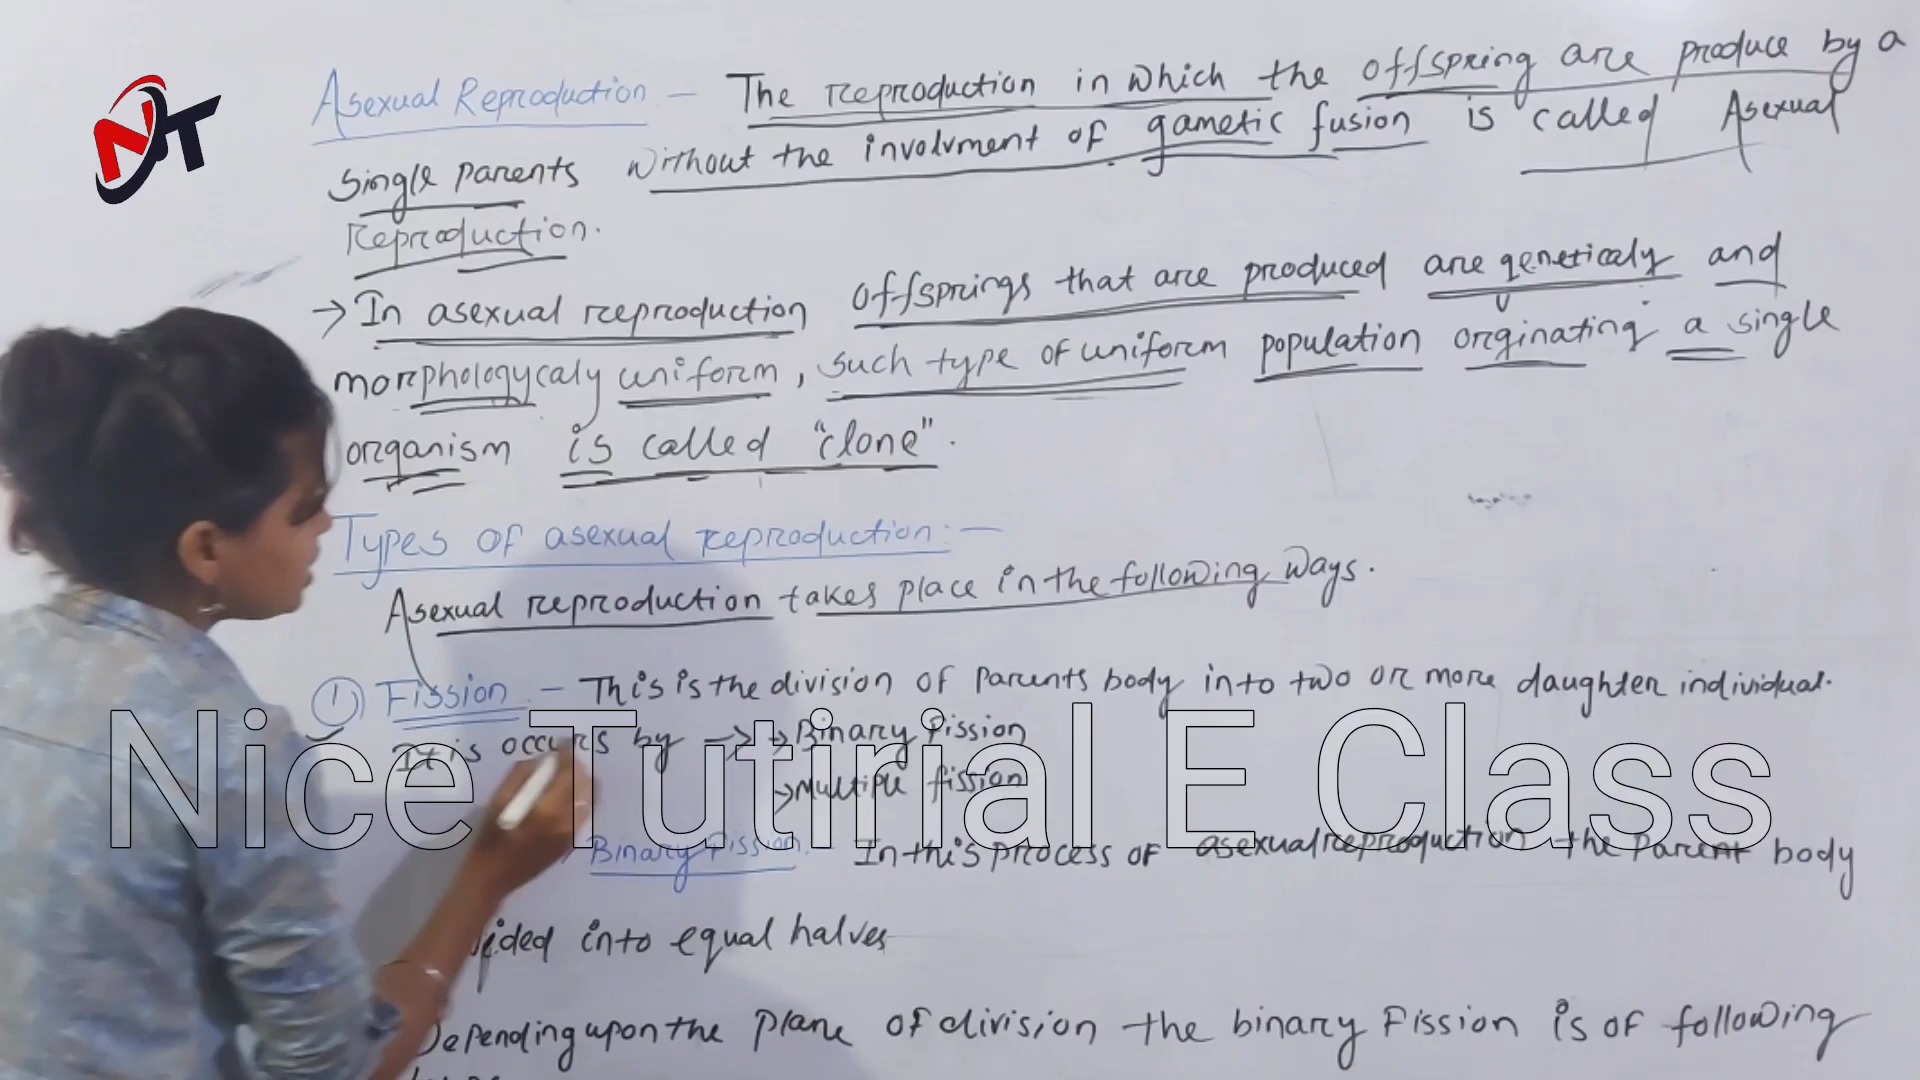 NT
Asexual Reproduction - The reproduction in which the offspring are produce by a
single parents without the involvment of gametic fusion is called Asexual
Reproduction.
→ In asexual reproduction offsprings that are produced are geneticaly and
morphologycaly uniform, such type of uniform population orginating a single
organism is called "clone".
Types of asexual reproduction:-
Asexual reproduction takes place in the following ways.
① Fission - This is the division of Parents body into two or more daughter individual.
It is occurs by → → Binary Fission
→ Multiple fission
Nice Tutirial E Class
Binary Fission. In this process of asexual reproduction the parent body
into equal halves
Depending upon the plane of division the binary Fission is of following